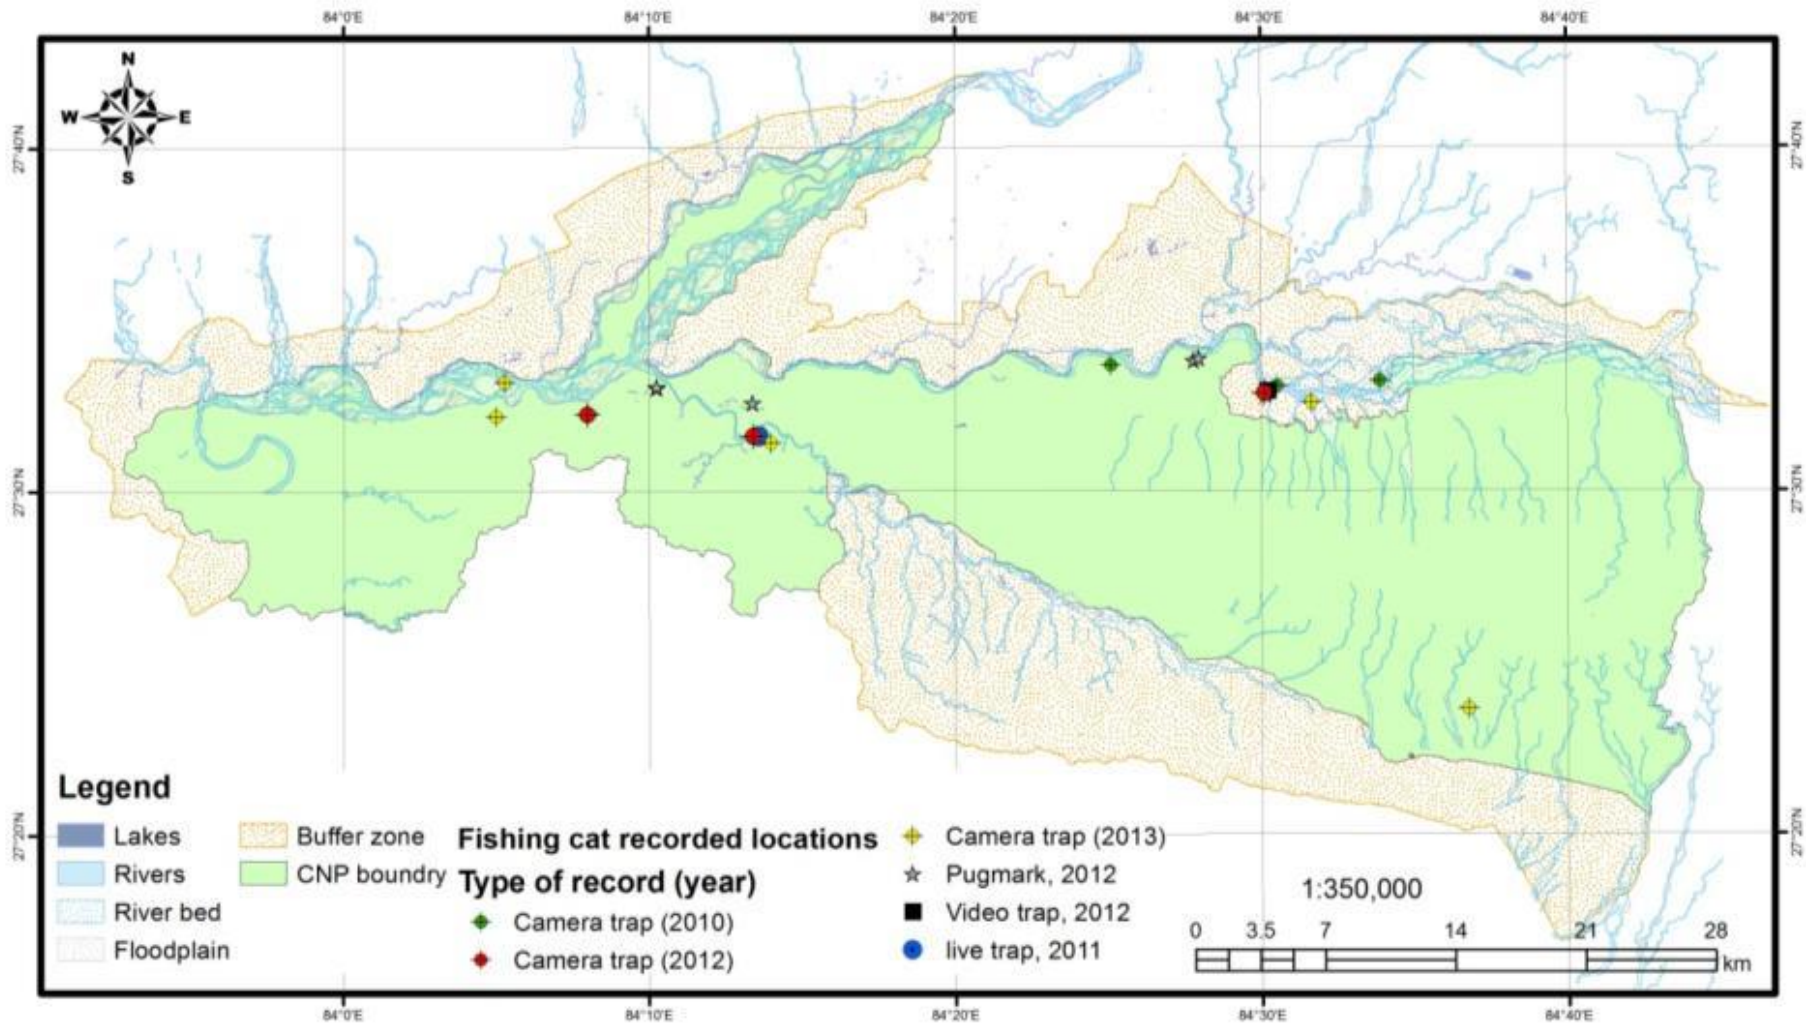 84°0'E 84°10'E 84°20'E 84°30'E 84°40'E
N
W E
S
27°40'N 27°40'N
27°30'N 27°30'N
27°20'N 27°20'N
Legend
Lakes
Rivers
River bed
Floodplain
Buffer zone
CNP boundry
Fishing cat recorded locations
Type of record (year)
Camera trap (2010)
Camera trap (2012)
Camera trap (2013)
Pugmark, 2012
Video trap, 2012
live trap, 2011
1:350,000
0 3.5 7 14 21 28
km
84°0'E 84°10'E 84°20'E 84°30'E 84°40'E